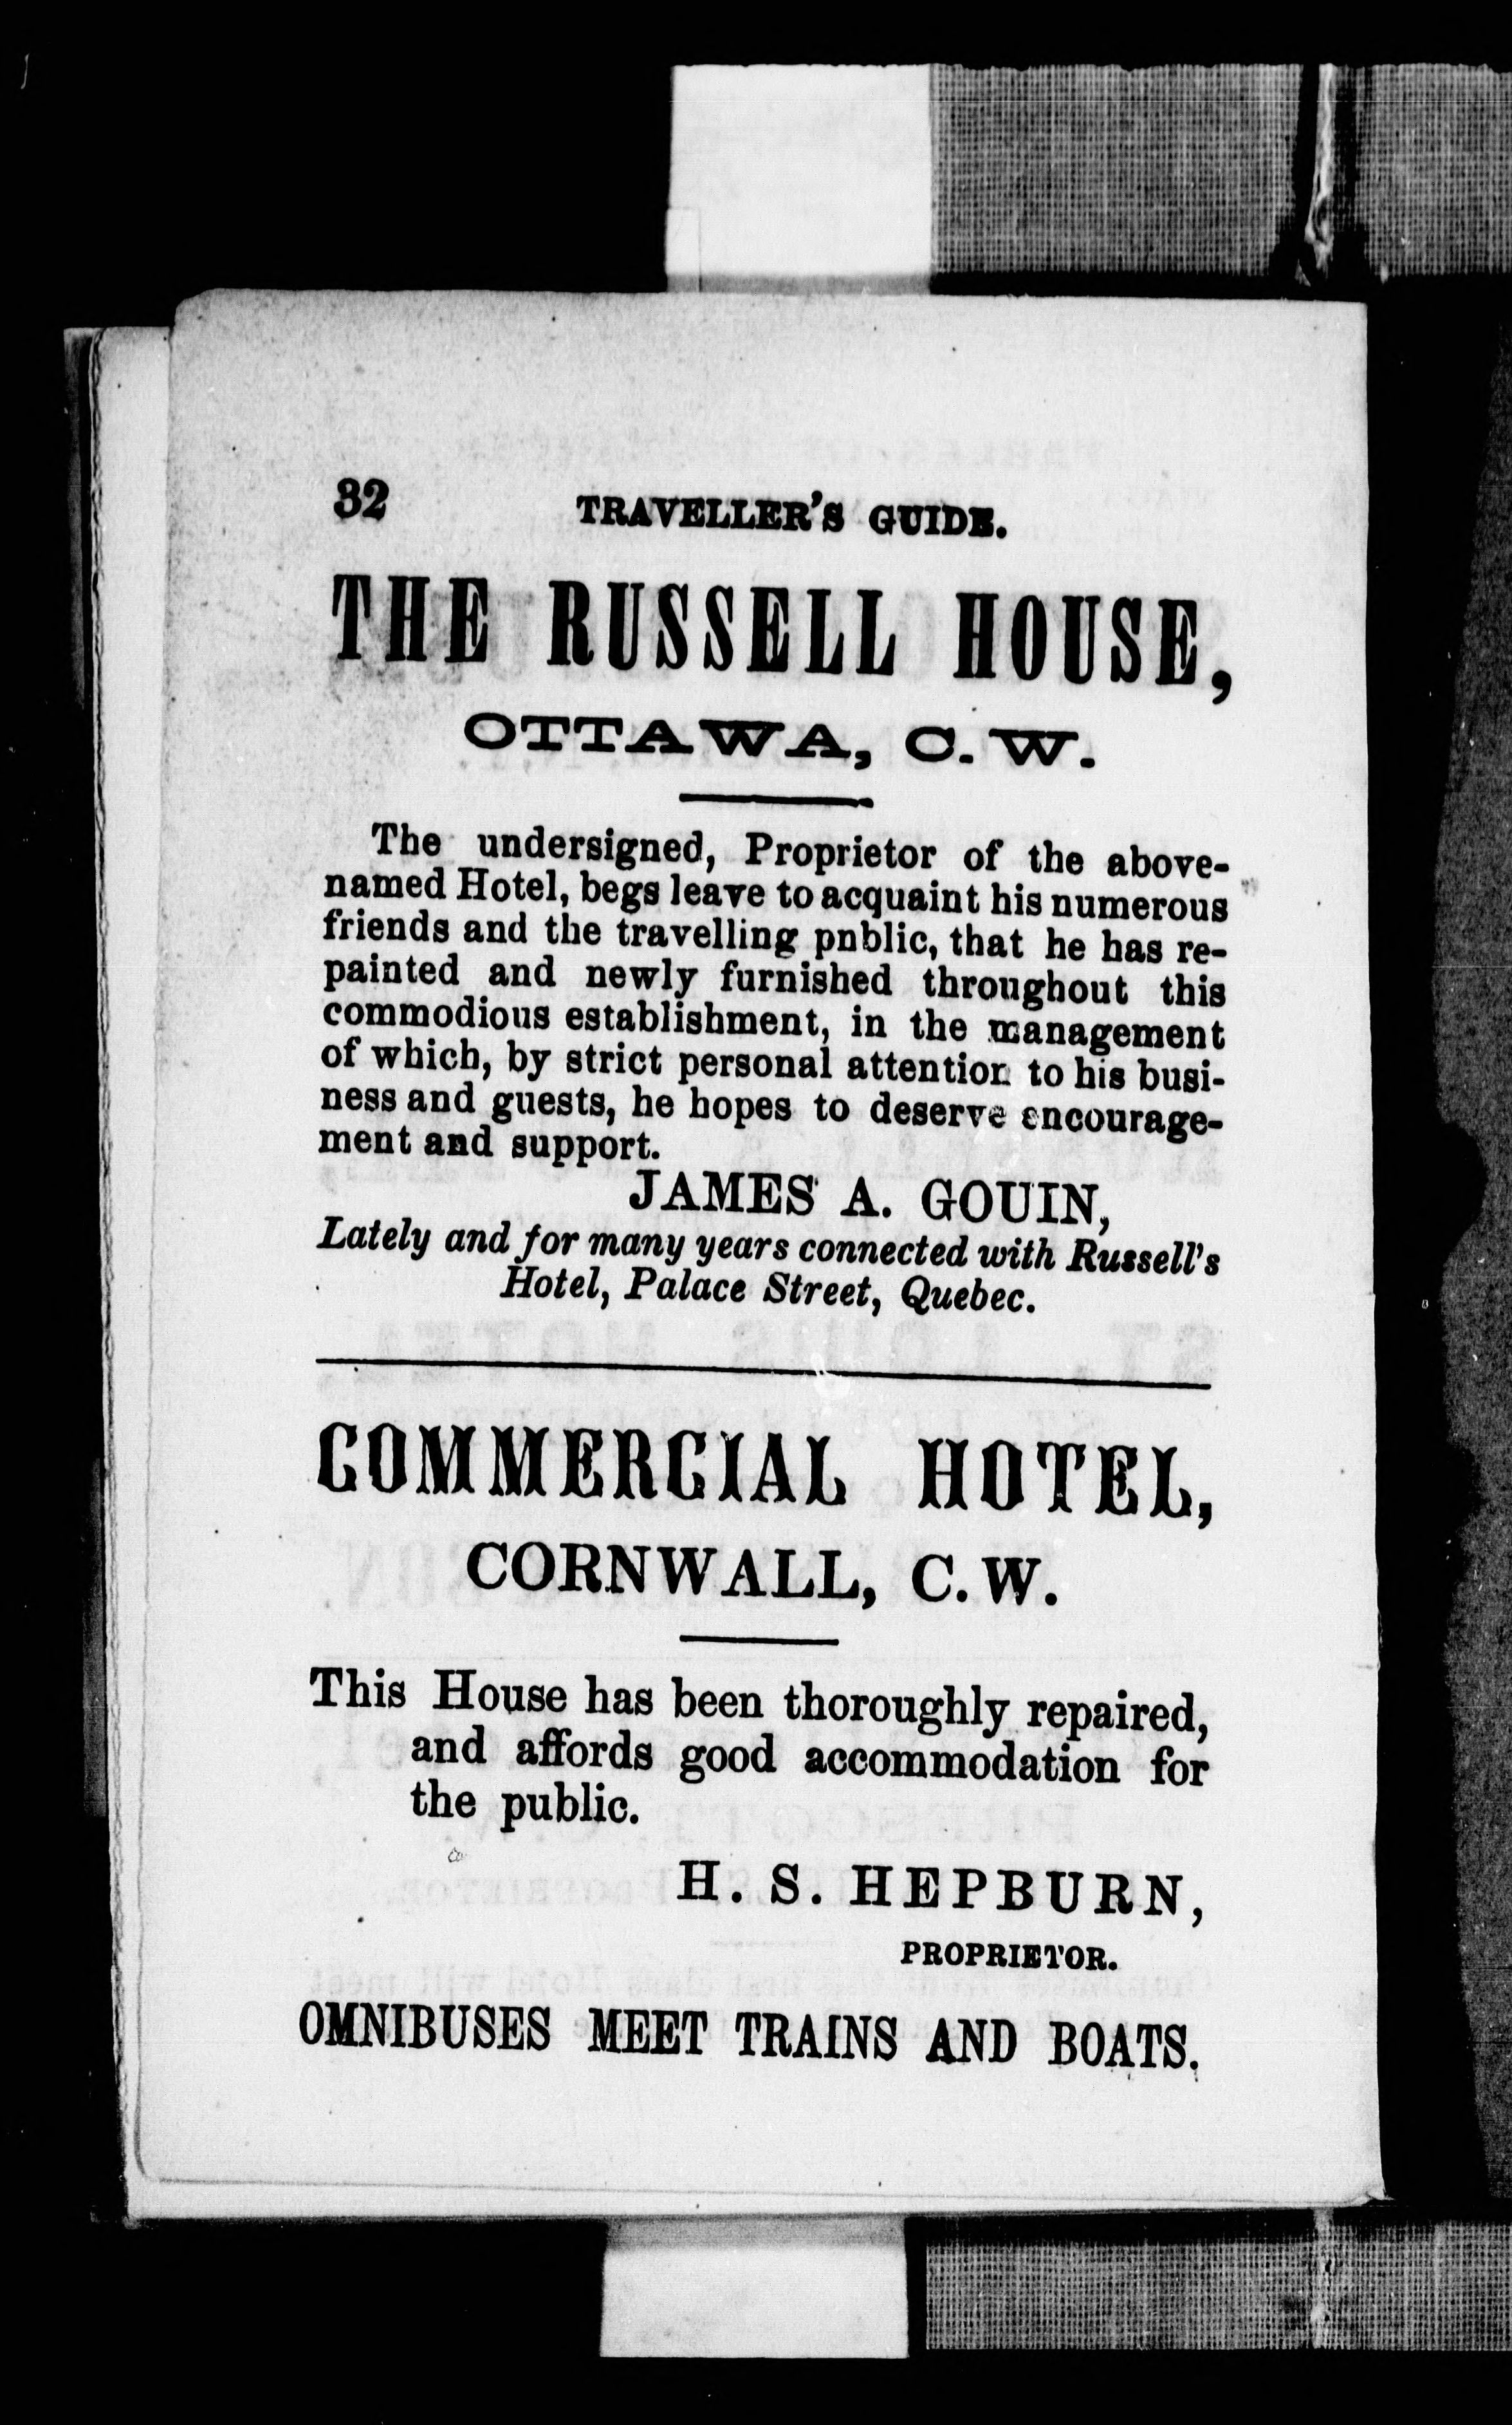 32 TRAVELLER'S GUIDE.
THE RUSSELL HOUSE,
OTTAWA, C. W.
The undersigned, Proprietor of the above-
named Hotel, begs leave to acquaint his numerous
friends and the travelling pnblic, that he has re-
painted and newly furnished throughout this
commodious establishment, in the management
of which, by strict personal attention to his busi-
ness and guests, he hopes to deserve encourage-
ment and support.
JAMES A. GOUIN,
Lately and for many years connected with Russell's
Hotel, Palace Street, Quebec.
COMMERCIAL HOTEL,
CORNWALL, C. W.
This House has been thoroughly repaired,
and affords good accommodation for
the public.
H. S. HEPBURN,
PROPRIETOR.
OMNIBUSES MEET TRAINS AND BOATS.